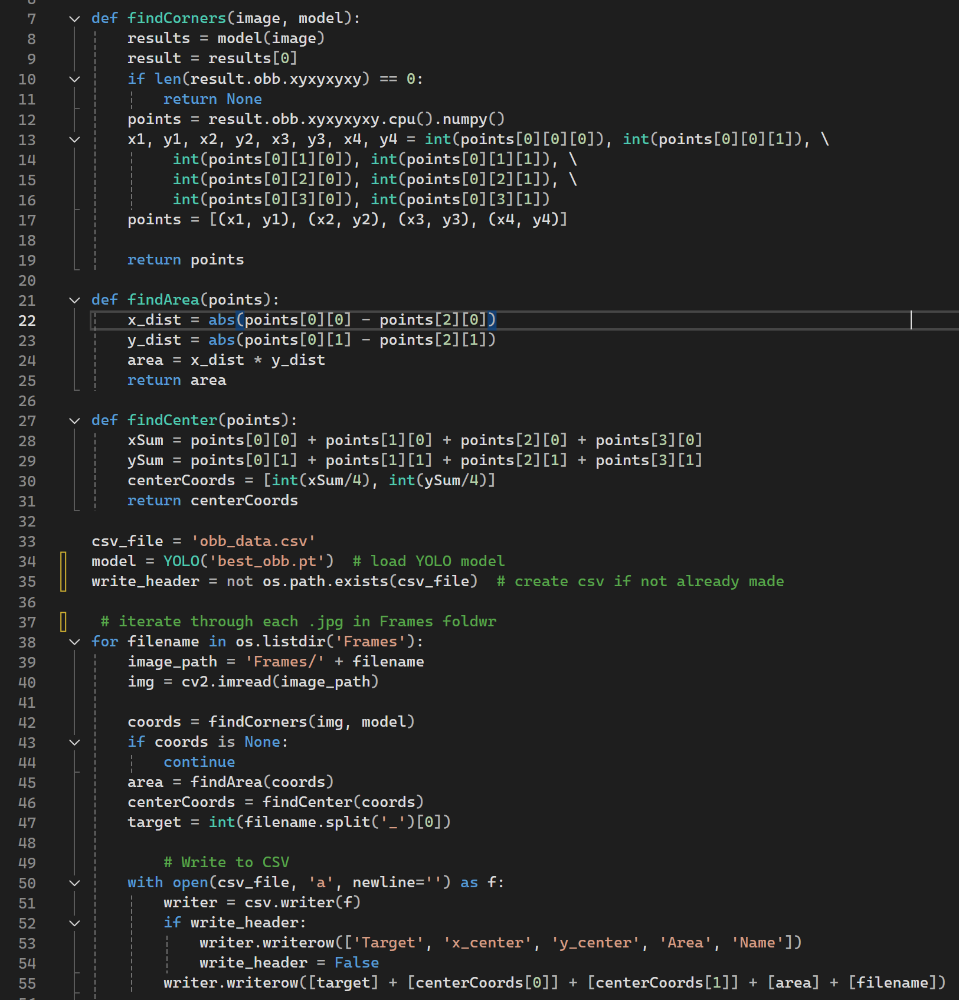 7 def findCorners(image, model):
8 results = model(image)
9 result = results[0]
10 if len(result.obb.xyxyxyxy) == 0:
11 return None
12 points = result.obb.xyxyxyxy.cpu().numpy()
13 x1, y1, x2, y2, x3, y3, x4, y4 = int(points[0][0][0]), int(points[0][0][1]), \
14 int(points[0][1][0]), int(points[0][1][1]), \
15 int(points[0][2][0]), int(points[0][2][1]), \
16 int(points[0][3][0]), int(points[0][3][1])
17 points = [(x1, y1), (x2, y2), (x3, y3), (x4, y4)]
18
19 return points
20
21 def findArea(points):
22 x_dist = abs(points[0][0] - points[2][0])
23 y_dist = abs(points[0][1] - points[2][1])
24 area = x_dist * y_dist
25 return area
26
27 def findCenter(points):
28 xSum = points[0][0] + points[1][0] + points[2][0] + points[3][0]
29 ySum = points[0][1] + points[1][1] + points[2][1] + points[3][1]
30 centerCoords = [int(xSum/4), int(ySum/4)]
31 return centerCoords
32
33 csv_file = 'obb_data.csv'
34 model = YOLO('best_obb.pt')  # load YOLO model
35 write_header = not os.path.exists(csv_file)  # create csv if not already made
36
37 # iterate through each .jpg in Frames foldwr
38 for filename in os.listdir('Frames'):
39 image_path = 'Frames/' + filename
40 img = cv2.imread(image_path)
41
42 coords = findCorners(img, model)
43 if coords is None:
44 continue
45 area = findArea(coords)
46 centerCoords = findCenter(coords)
47 target = int(filename.split('_')[0])
48
49 # Write to CSV
50 with open(csv_file, 'a', newline='') as f:
51 writer = csv.writer(f)
52 if write_header:
53 writer.writerow(['Target', 'x_center', 'y_center', 'Area', 'Name'])
54 write_header = False
55 writer.writerow([target] + [centerCoords[0]] + [centerCoords[1]] + [area] + [filename])